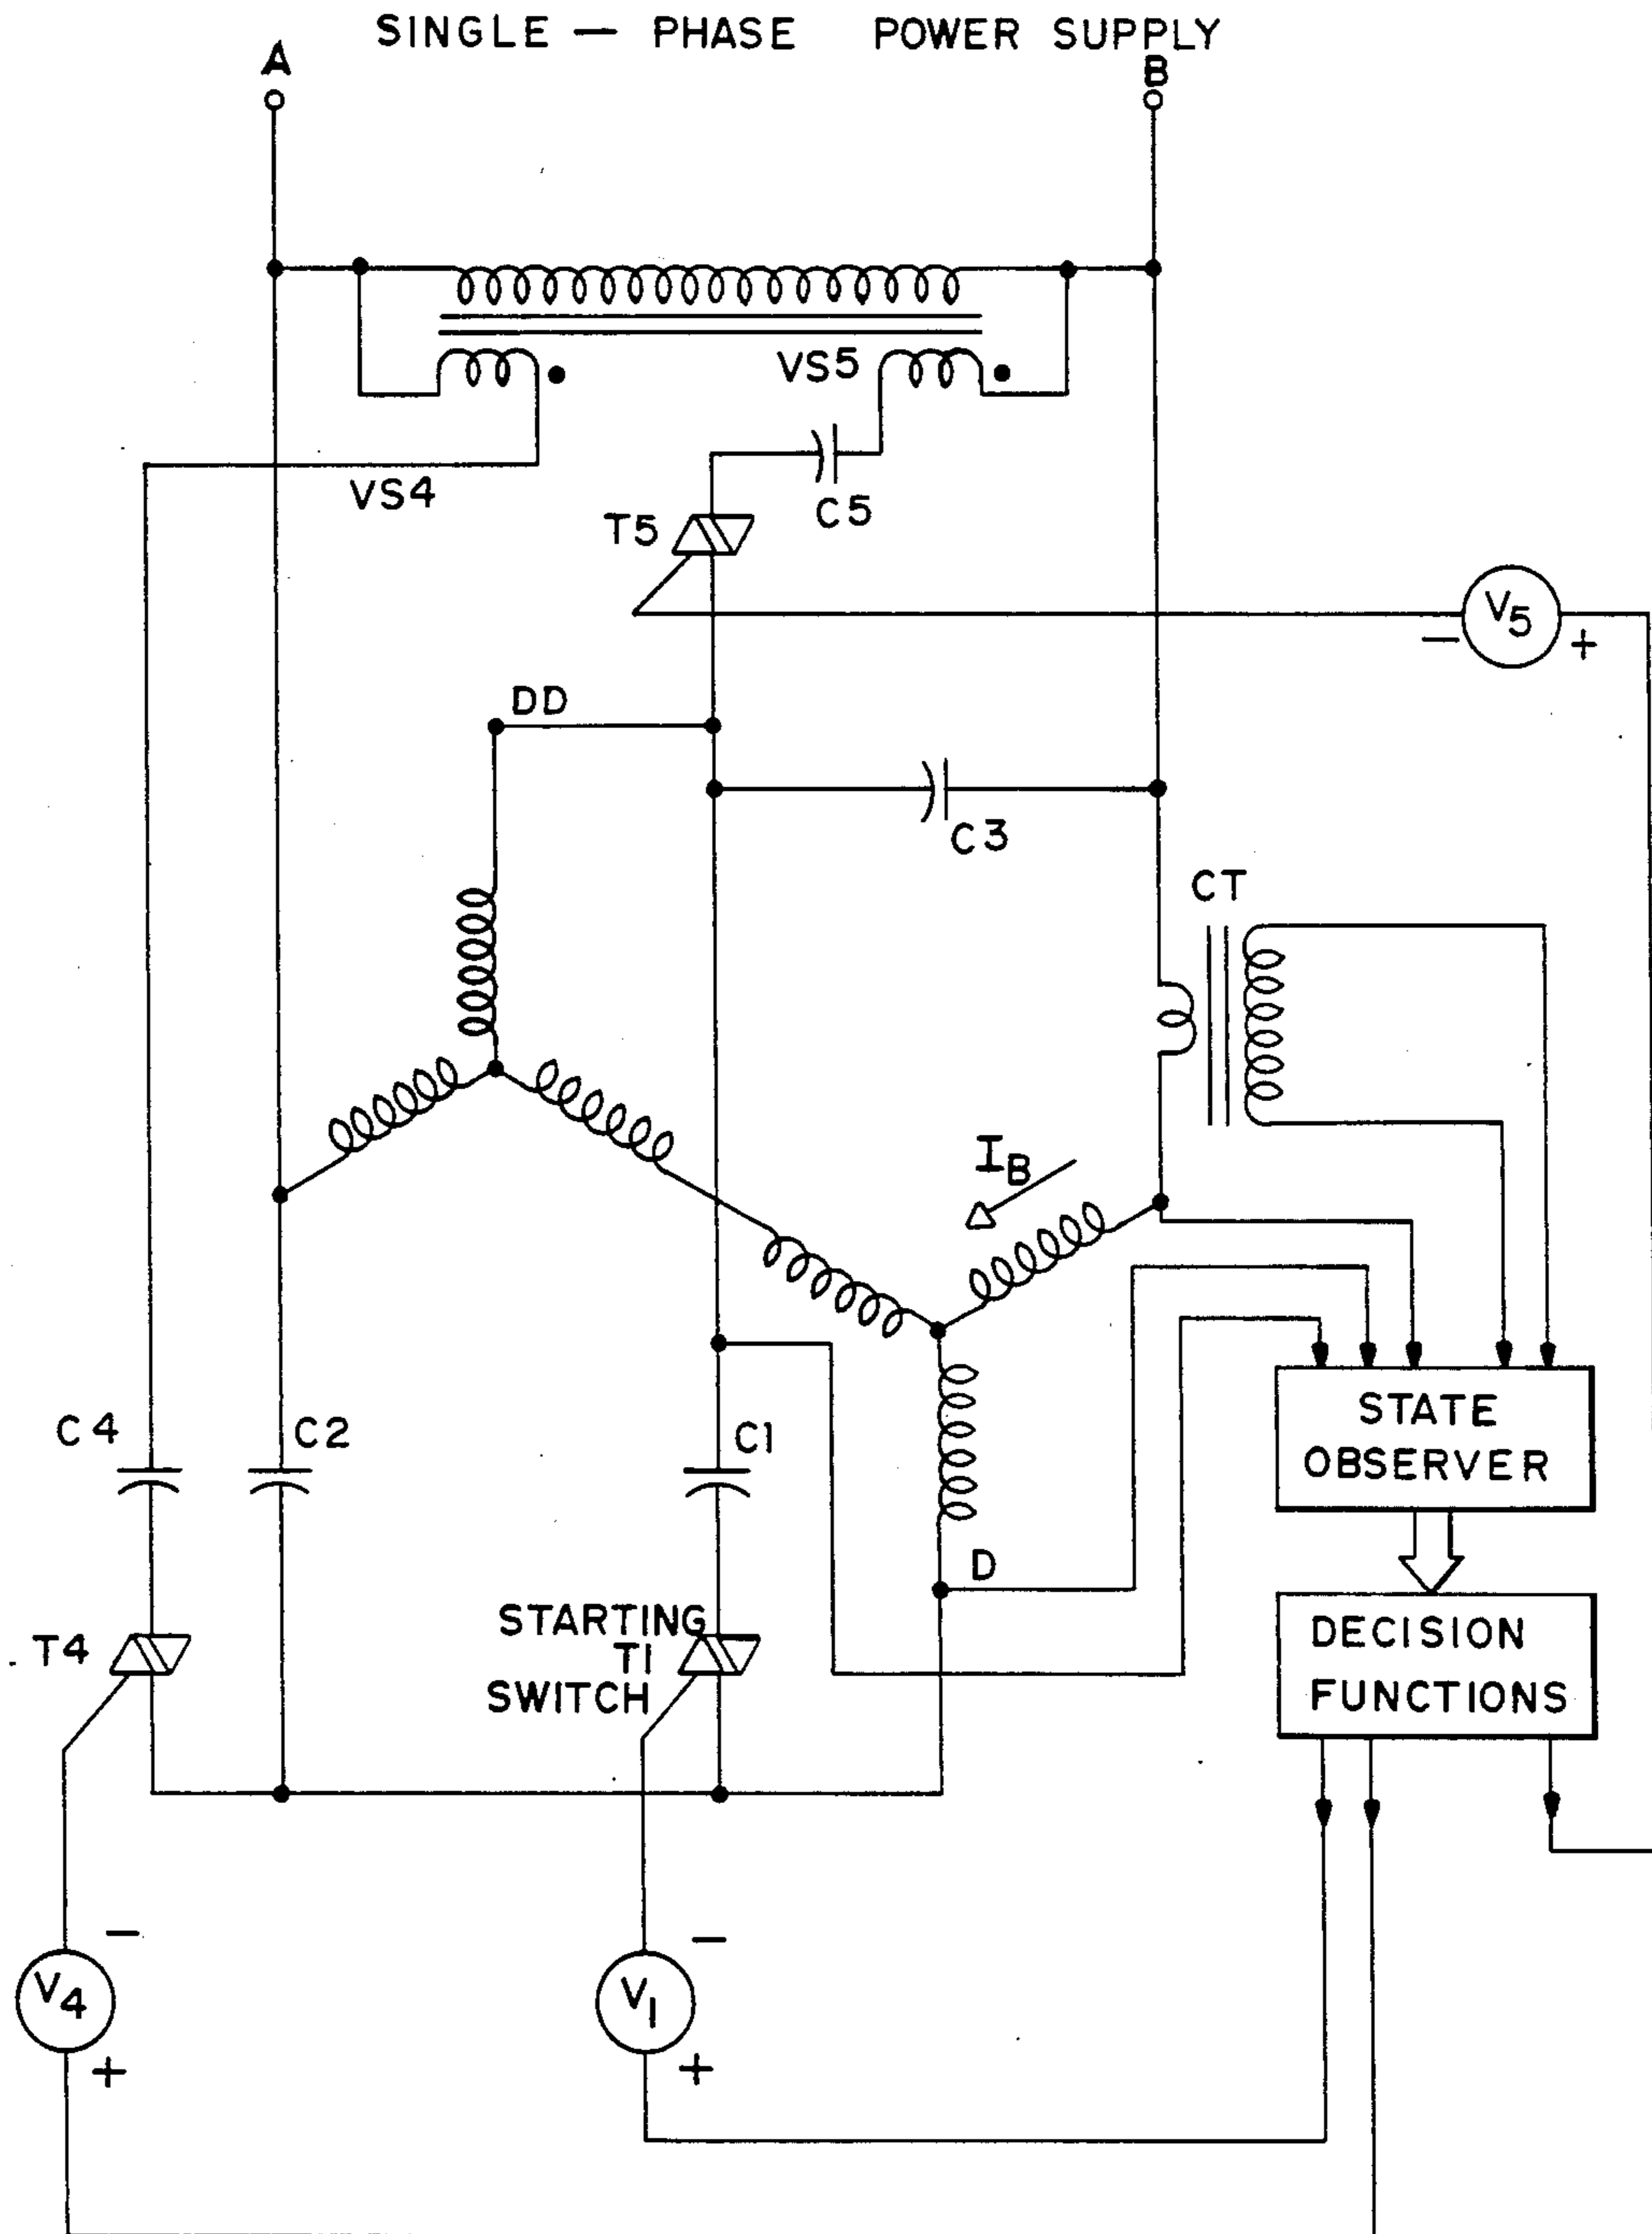 SINGLE — PHASE POWER SUPPLY
A
B
VS5
VS4
C5
T5
V5
−
+
DD
C3
CT
IB
C4
C2
C1
STATE
OBSERVER
D
STARTING
T4
T1
SWITCH
DECISION
FUNCTIONS
−
−
V4
V1
+
+